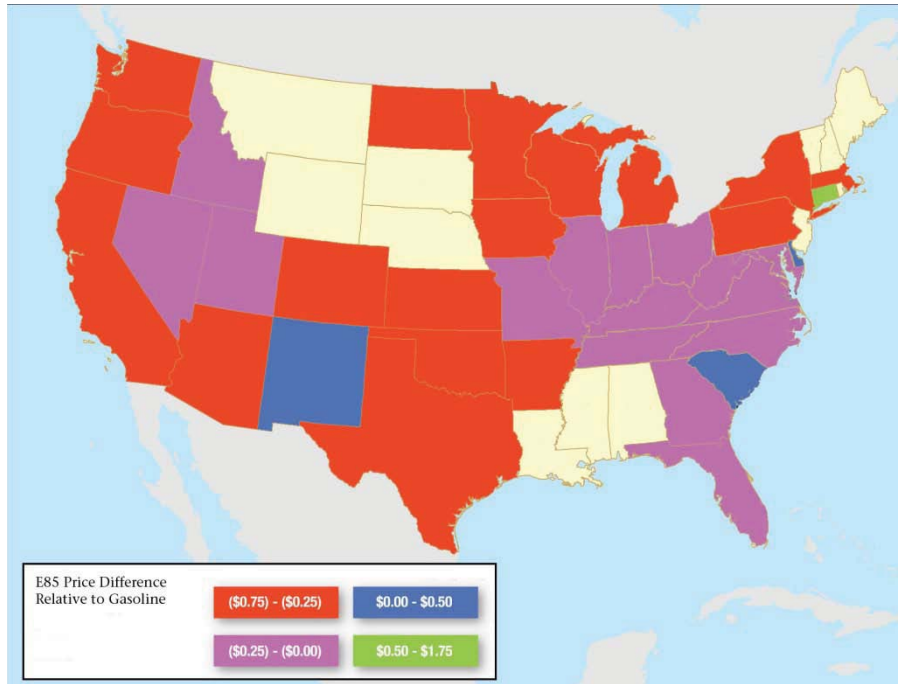 E85 Price Difference
Relative to Gasoline
($0.75) - ($0.25)
$0.00 - $0.50
($0.25) - ($0.00)
$0.50 - $1.75